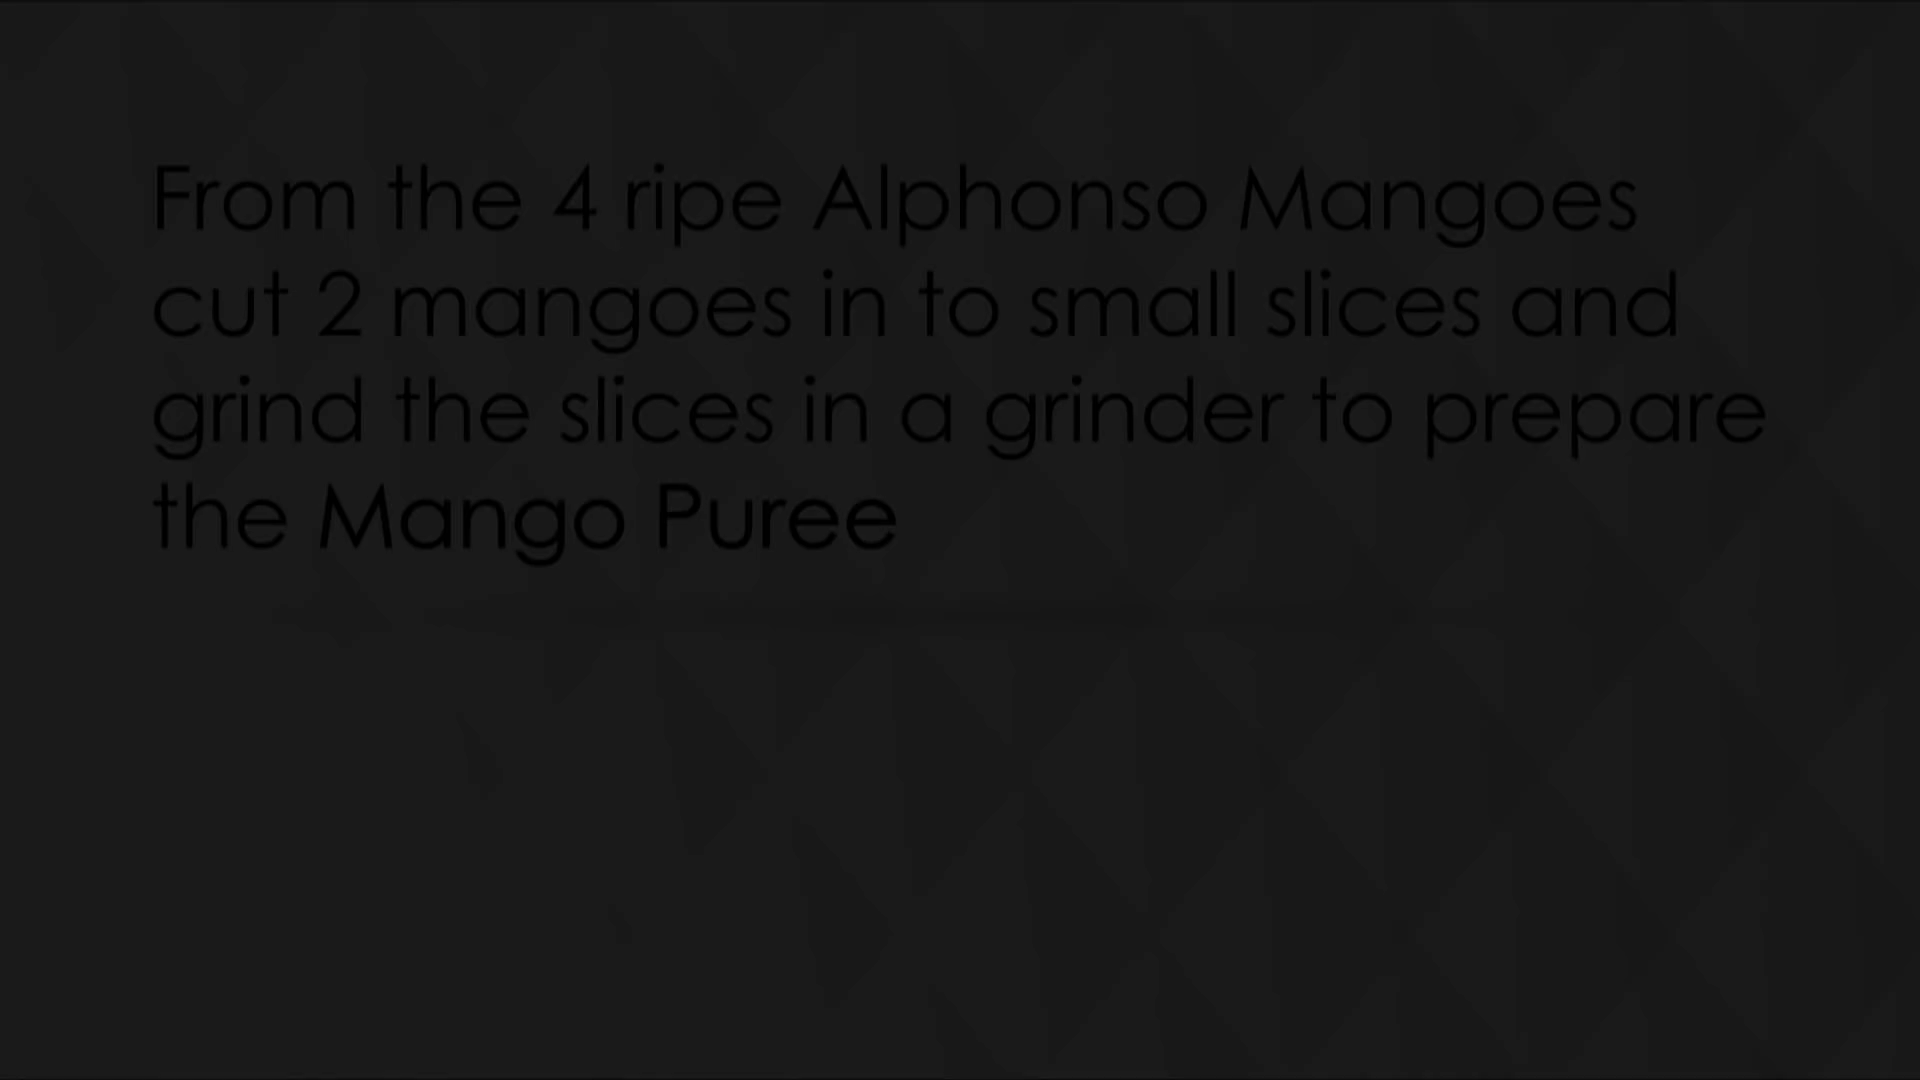 From the 4 ripe Alphonso Mangoes
cut 2 mangoes in to small slices and
grind the slices in a grinder to prepare
the Mango Puree